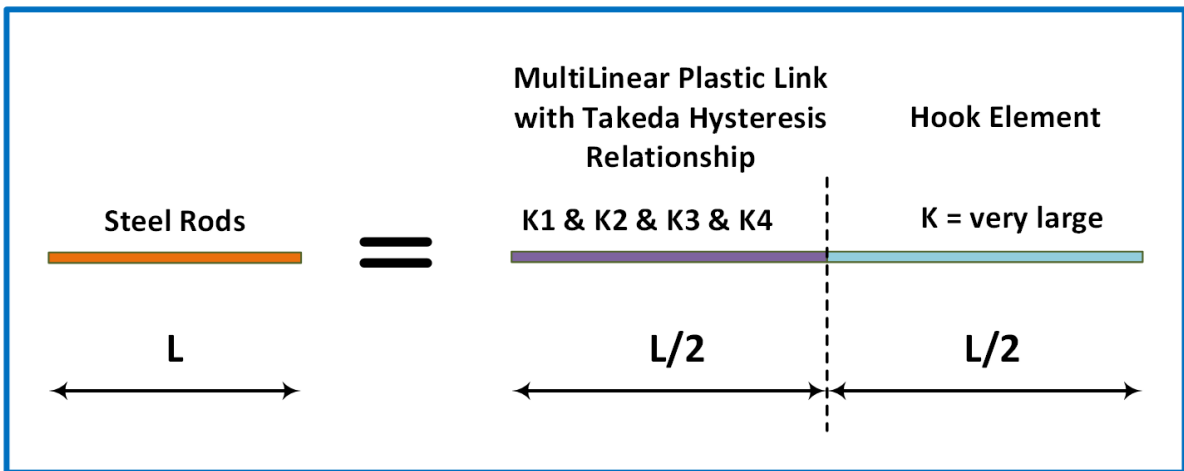 MultiLinear Plastic Link
with Takeda Hysteresis
Relationship
Hook Element
Steel Rods
K1 & K2 & K3 & K4
K = very large
=
L
L/2
L/2